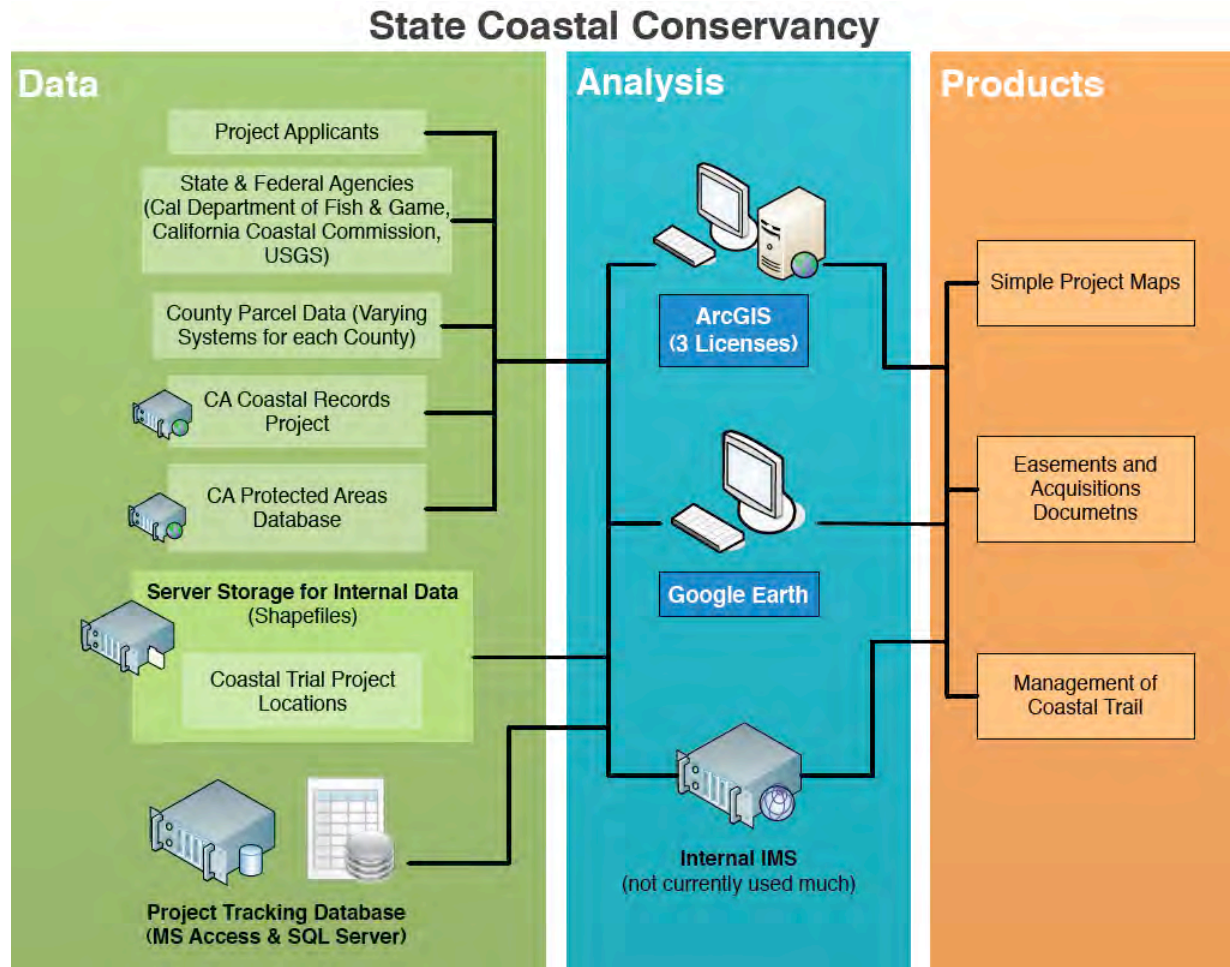 State Coastal Conservancy
Data
Project Applicants
State & Federal Agencies
(Cal Department of Fish & Game,
California Coastal Commission,
USGS)
County Parcel Data (Varying
Systems for each County)
CA Coastal Records
Project
CA Protected Areas
Database
Server Storage for Internal Data
(Shapefiles)
Coastal Trial Project
Locations
Project Tracking Database
(MS Access & SQL Server)
Analysis
ArcGIS
(3 Licenses)
Google Earth
Internal IMS
(not currently used much)
Products
Simple Project Maps
Easements and
Acquisitions
Documetns
Management of
Coastal Trail